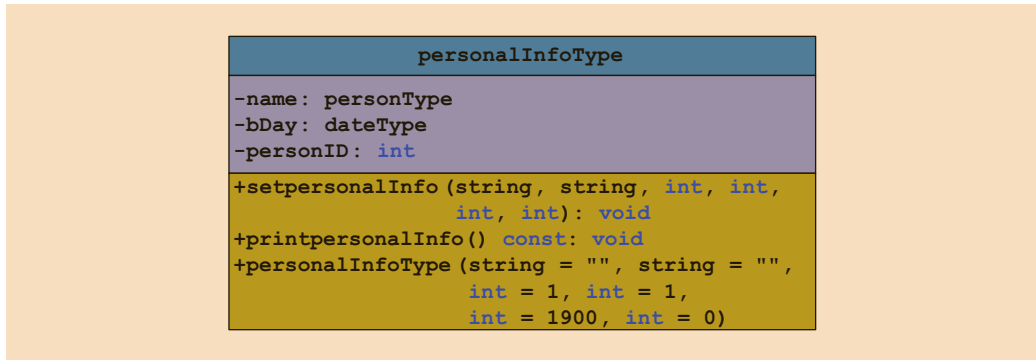 personalInfoType
-name: personType
-bDay: dateType
-personID: int
+setpersonalInfo(string, string, int, int,
int, int): void
+printpersonalInfo() const: void
+personalInfoType(string = "", string = "",
int = 1, int = 1,
int = 1900, int = 0)